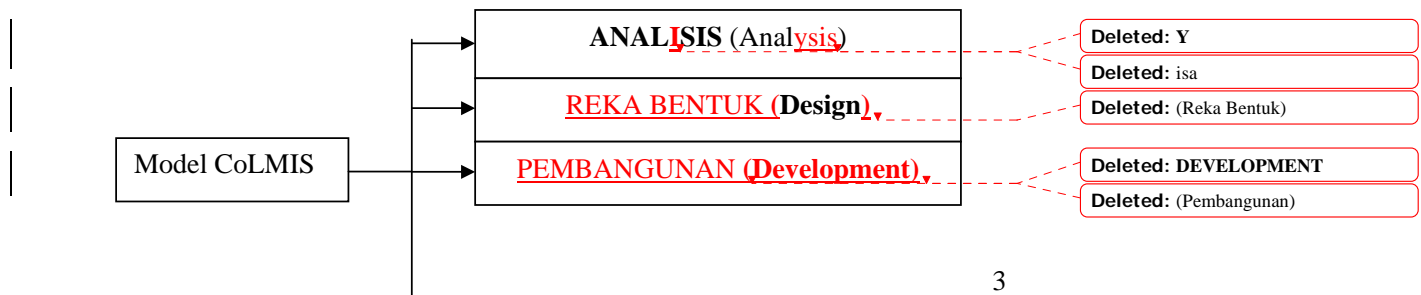 ANALISIS (Analysis)
Deleted: Y
Deleted: isa
REKA BENTUK (Design)
Deleted: (Reka Bentuk)
Model CoLMIS
PEMBANGUNAN (Development)
Deleted: DEVELOPMENT
Deleted: (Pembangunan)
3